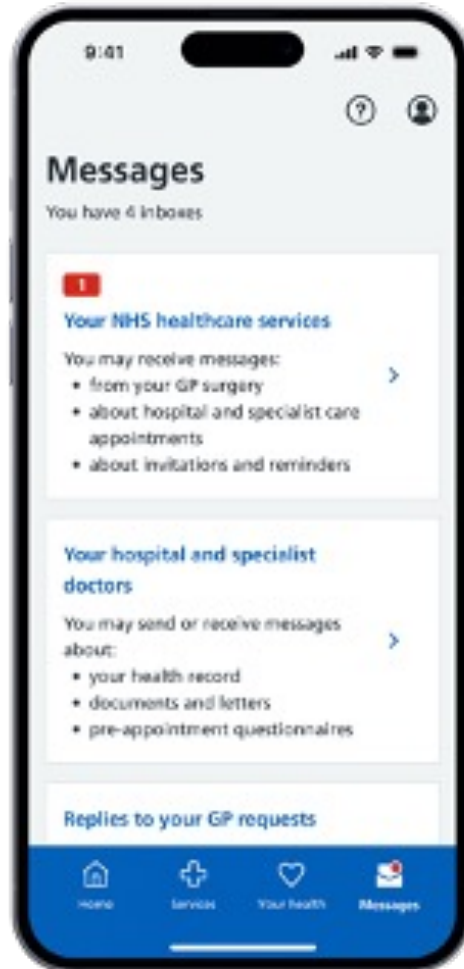 9:41
?
Messages
You have 4 inboxes
1
Your NHS healthcare services
You may receive messages:
• from your GP surgery
• about hospital and specialist care
appointments
• about invitations and reminders
Your hospital and specialist
doctors
You may send or receive messages
about:
• your health record
• documents and letters
• pre-appointment questionnaires
Replies to your GP requests
Home
Services
Your health
Messages